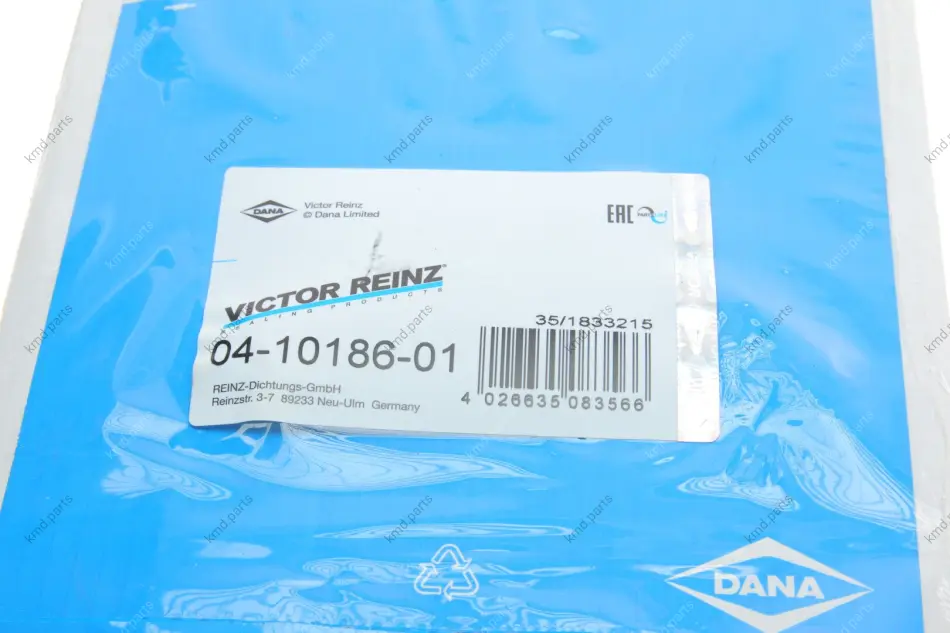 DANA
Victor Reinz
© Dana Limited
EAC
VICTOR REINZ®
SEALING PRODUCTS
35/1833215
04-10186-01
4 026635 083566
REINZ-Dichtungs-GmbH
Reinzstr. 3-7 89233 Neu-Ulm Germany
DANA
kmd.parts